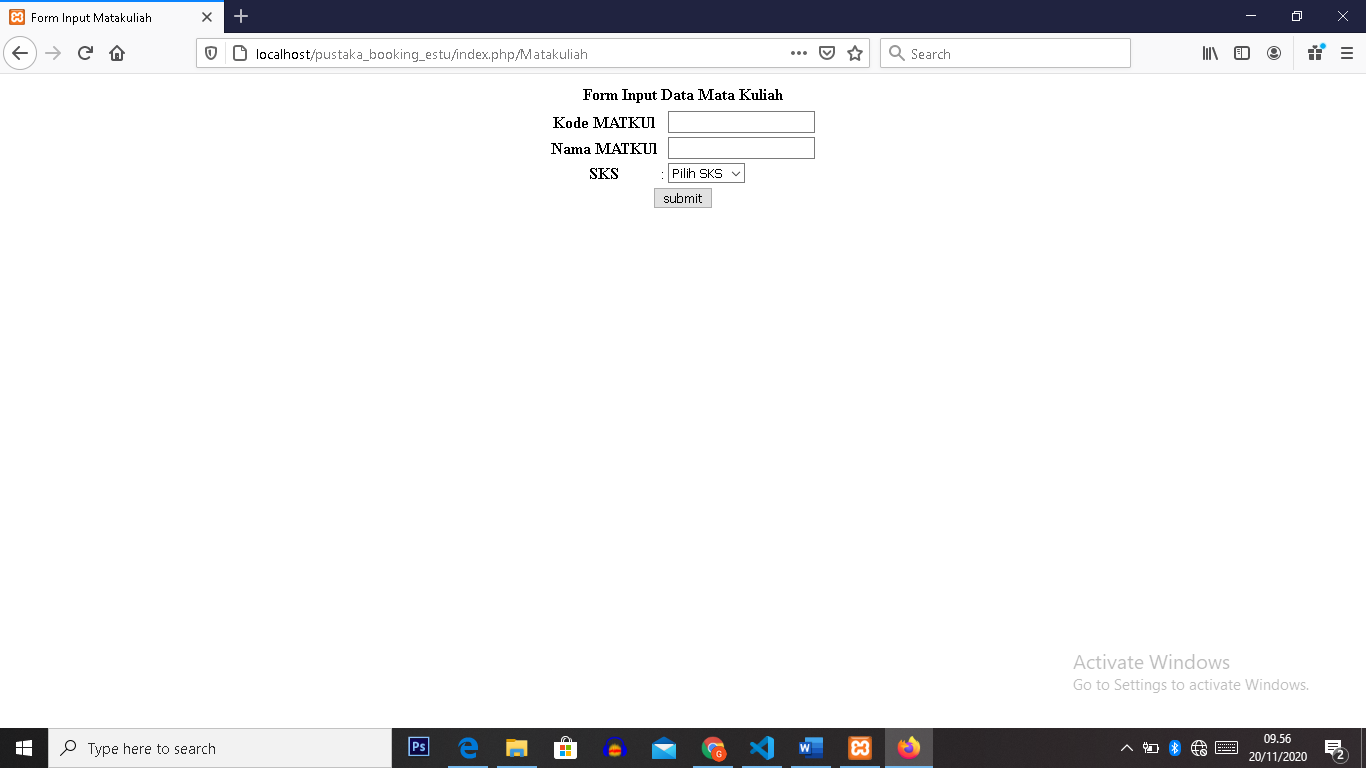 Form Input Matakuliah
localhost/pustaka_booking_estu/index.php/Matakuliah
Search
Form Input Data Mata Kuliah
Kode MATKUl
Nama MATKUl
SKS : Pilih SKS
submit
Activate Windows
Go to Settings to activate Windows.
Type here to search
Ps
G
W
09.56
20/11/2020
2